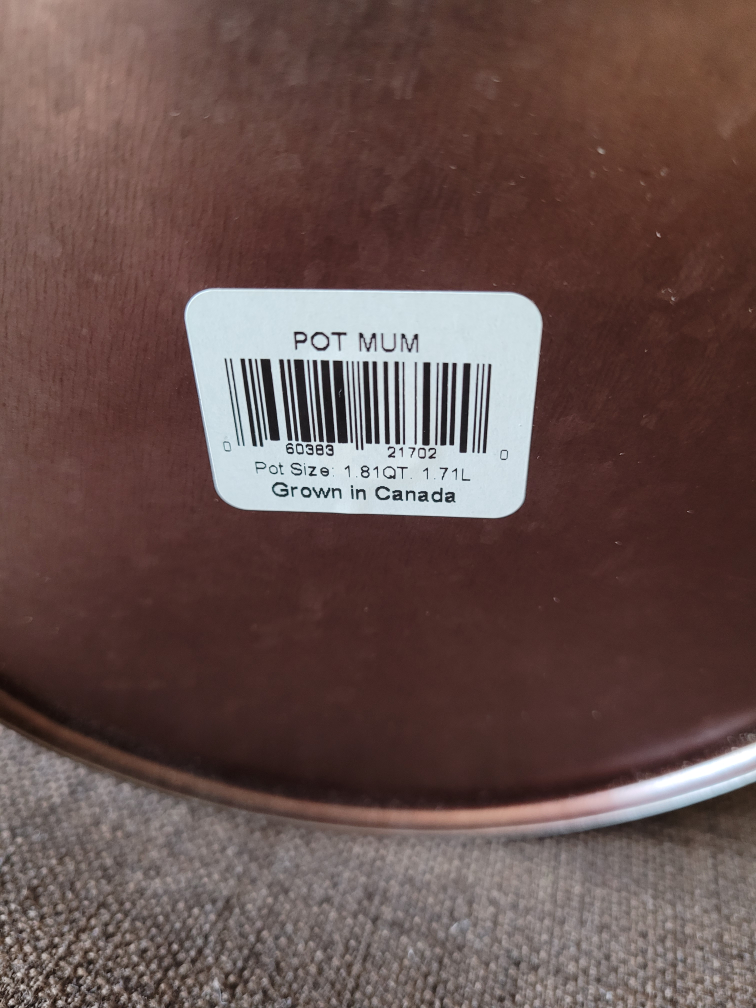 POT MUM
0 60383 21702 0
Pot Size: 1.81QT. 1.71L
Grown in Canada